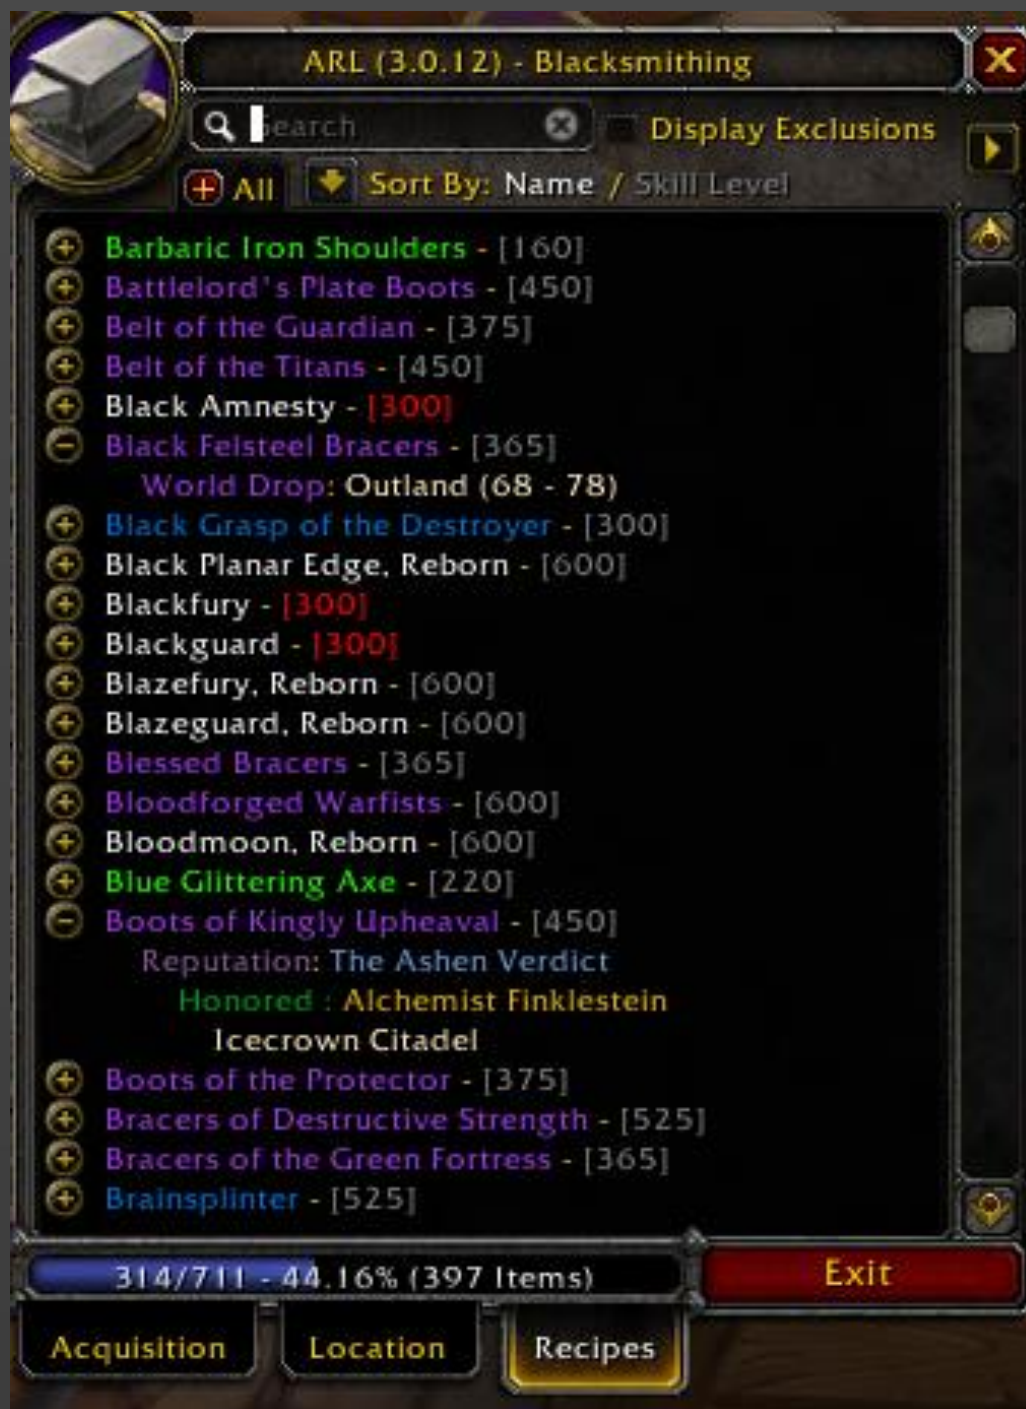 ARL (3.0.12) - Blacksmithing
Search
Display Exclusions
All
Sort By: Name / Skill Level
Barbaric Iron Shoulders - [160]
Battlelord's Plate Boots - [450]
Belt of the Guardian - [375]
Belt of the Titans - [450]
Black Amnesty - [300]
Black Felsteel Bracers - [365]
World Drop: Outland (68 - 78)
Black Grasp of the Destroyer - [300]
Black Planar Edge, Reborn - [600]
Blackfury - [300]
Blackguard - [300]
Blazefury, Reborn - [600]
Blazeguard, Reborn - [600]
Blessed Bracers - [365]
Bloodforged Warfists - [600]
Bloodmoon, Reborn - [600]
Blue Glittering Axe - [220]
Boots of Kingly Upheaval - [450]
Reputation: The Ashen Verdict
Honored : Alchemist Finklestein
Icecrown Citadel
Boots of the Protector - [375]
Bracers of Destructive Strength - [525]
Bracers of the Green Fortress - [365]
Brainsplinter - [525]
314/711 - 44.16% (397 Items)
Exit
Acquisition
Location
Recipes